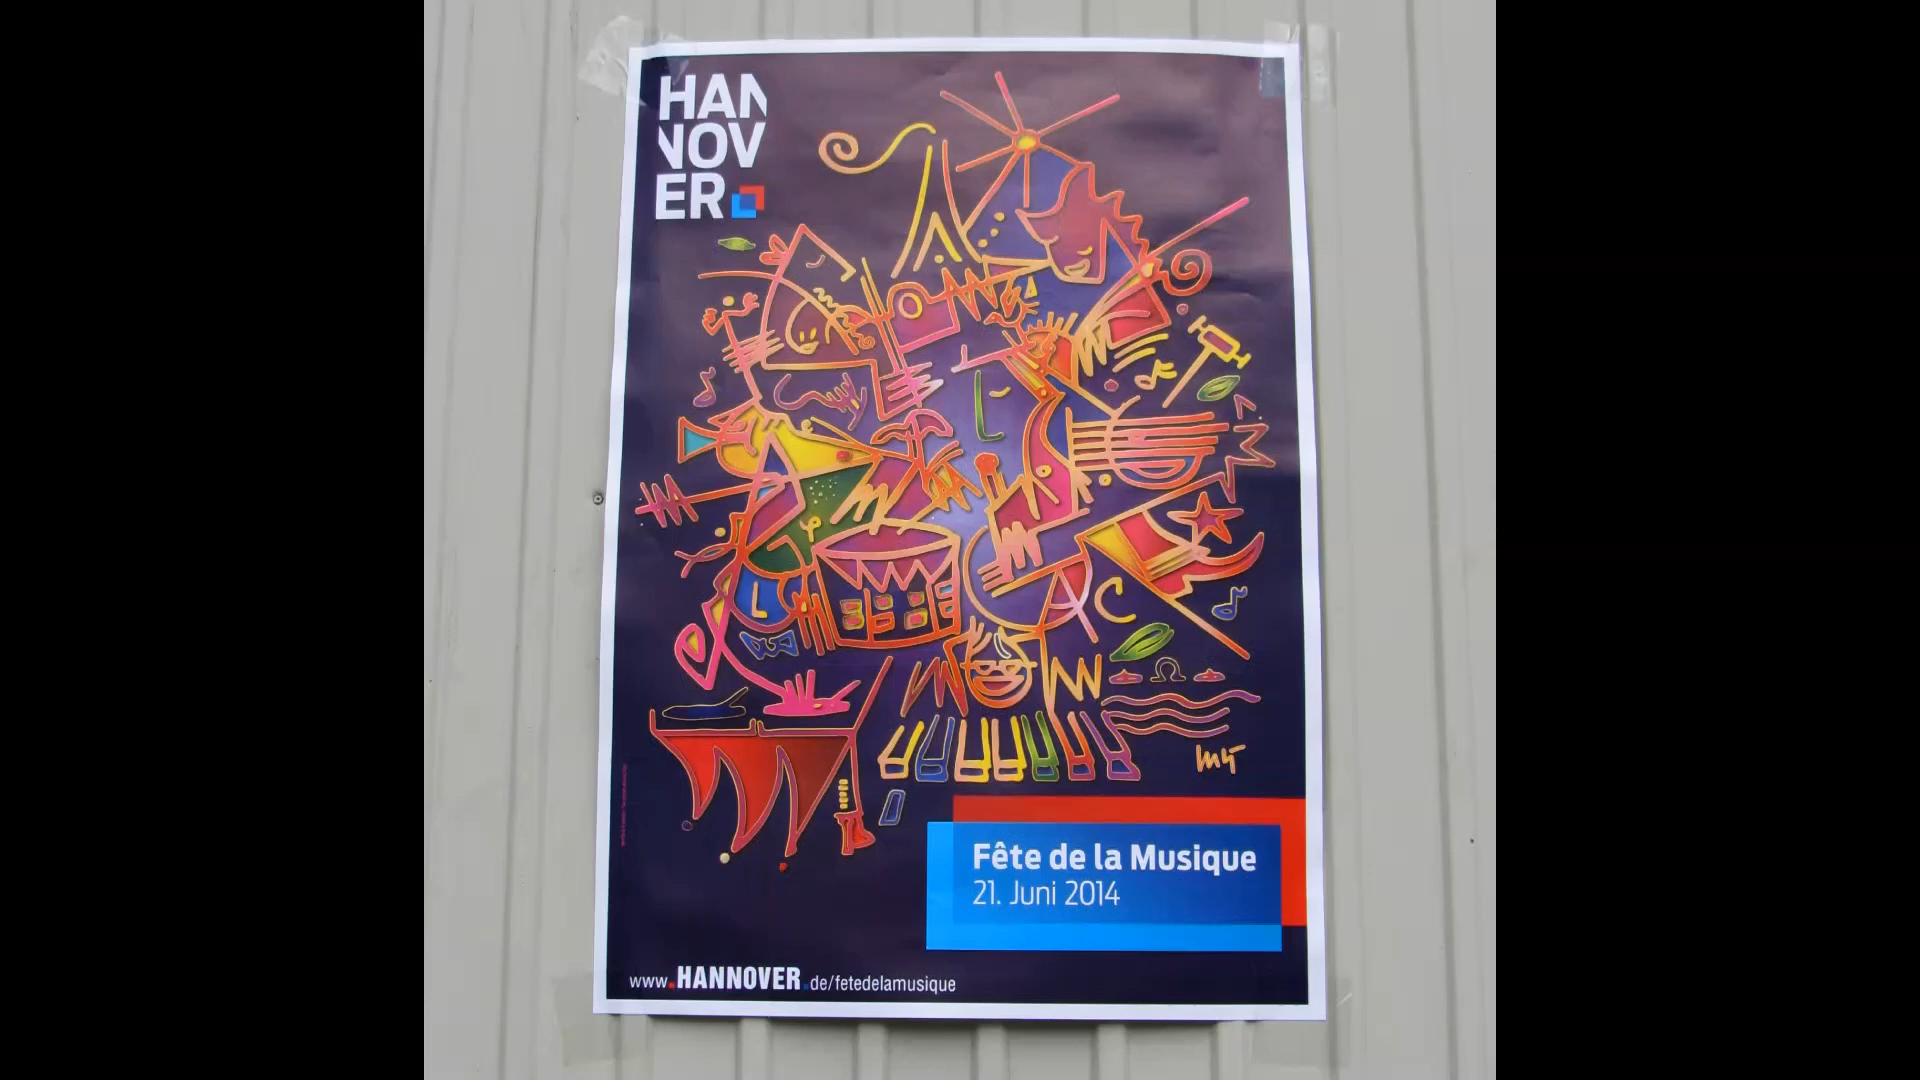 HAN
NOV
ER
Fête de la Musique
21. Juni 2014
www.HANNOVER.de/fetedelamusique